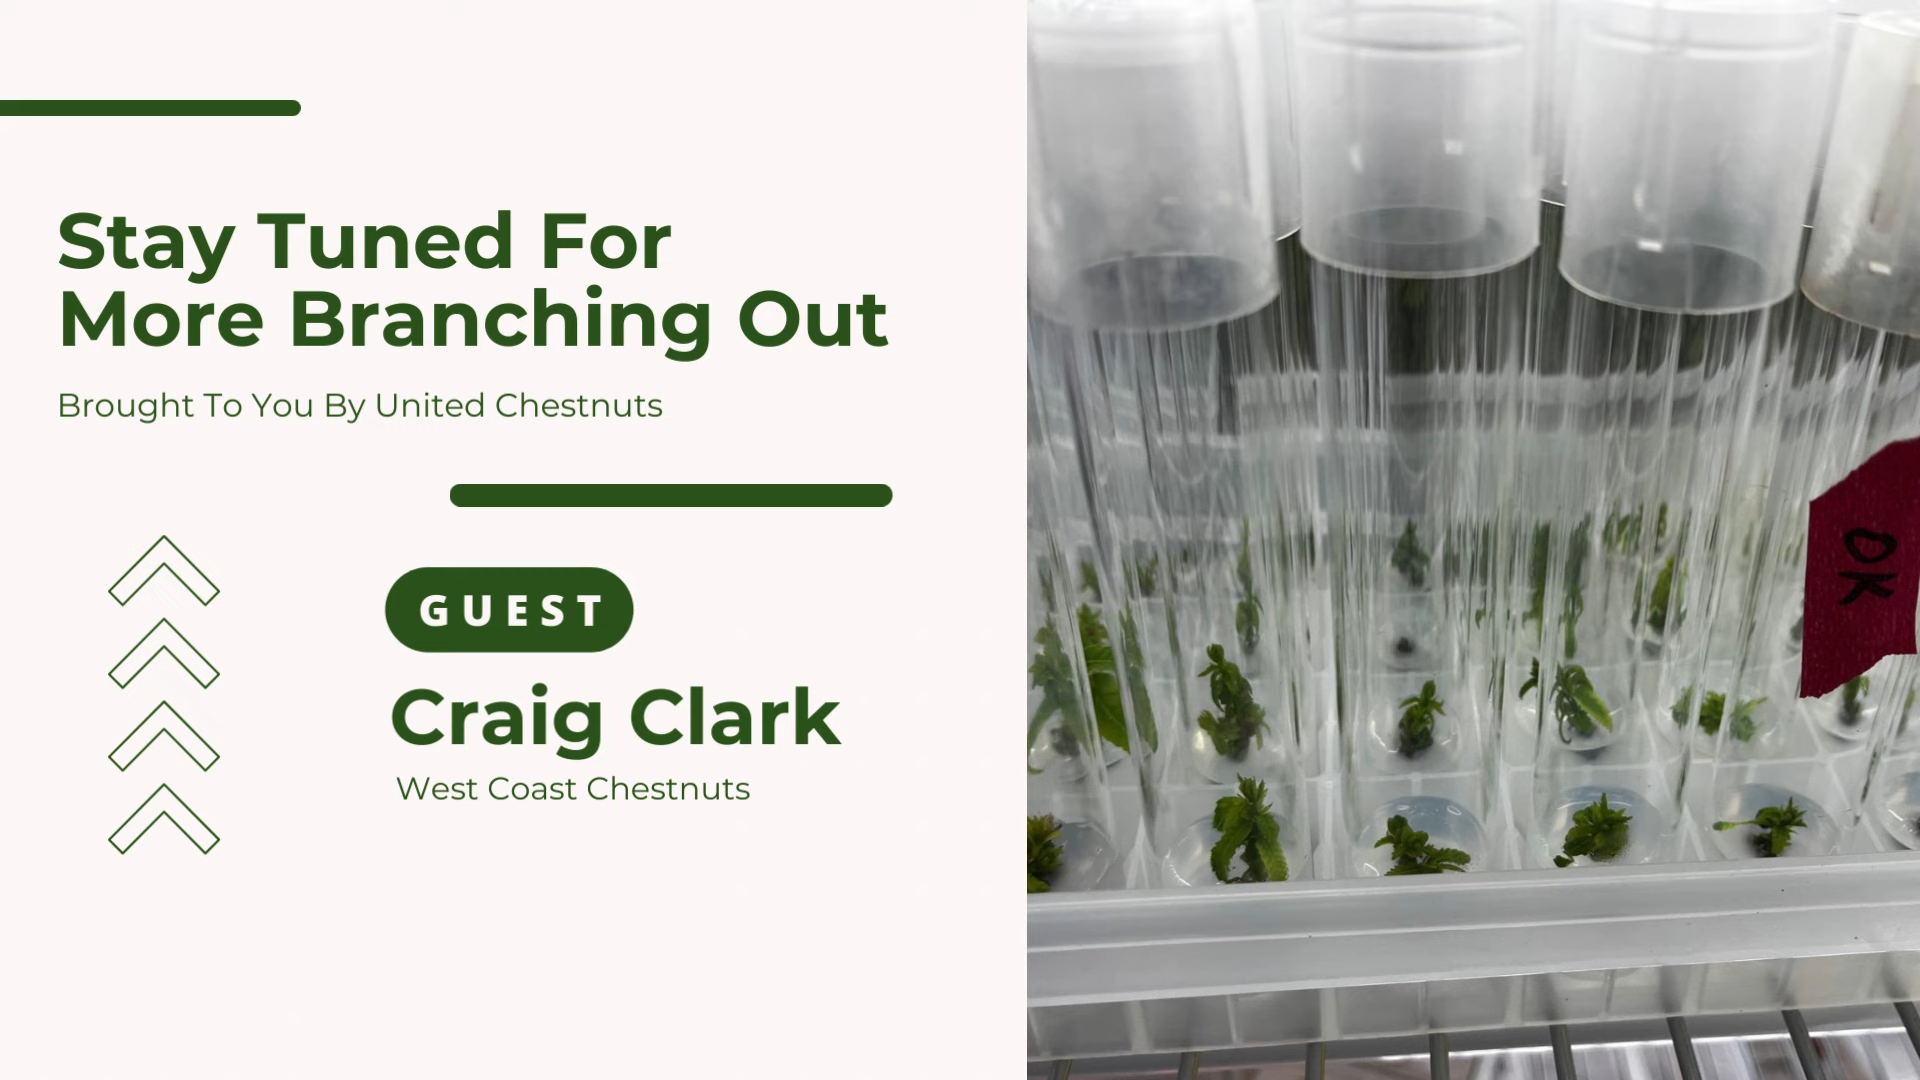 Stay Tuned For
More Branching Out
Brought To You By United Chestnuts
GUEST
Craig Clark
West Coast Chestnuts
OK